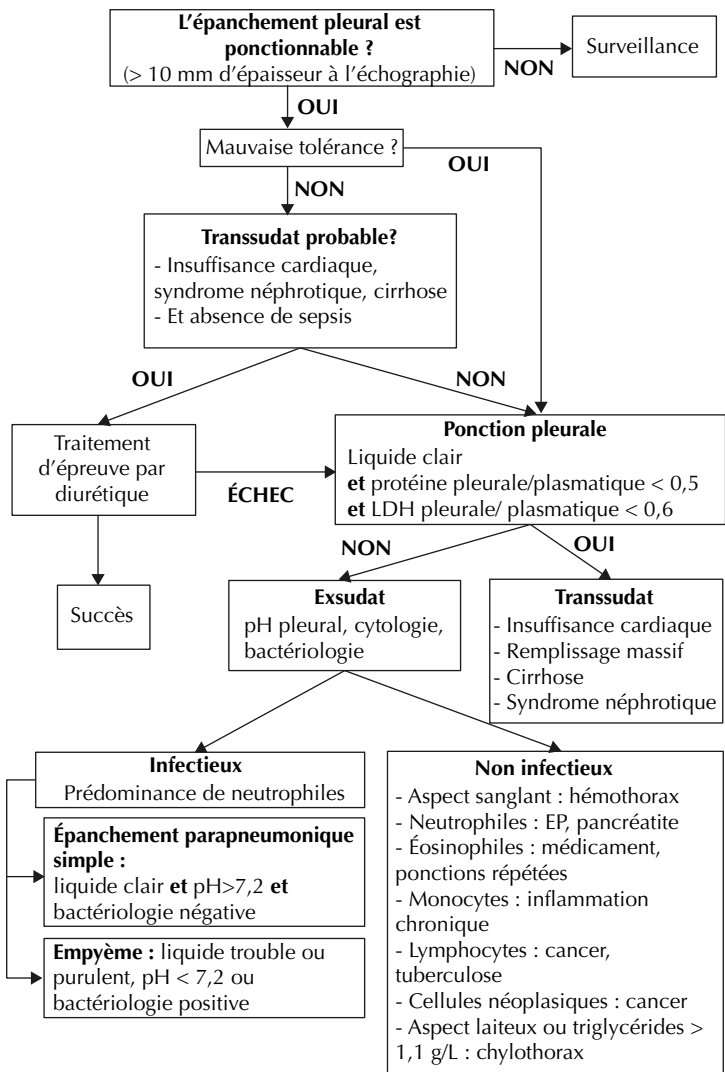 L'épanchement pleural est
ponctionnable ?
(> 10 mm d'épaisseur à l'échographie)
NON
Surveillance
OUI
Mauvaise tolérance ?
OUI
NON
Transsudat probable?
- Insuffisance cardiaque,
syndrome néphrotique, cirrhose
- Et absence de sepsis
OUI
NON
Traitement
d'épreuve par
diurétique
ÉCHEC
Ponction pleurale
Liquide clair
et protéine pleurale/plasmatique < 0,5
et LDH pleurale/ plasmatique < 0,6
NON
OUI
Succès
Exsudat
pH pleural, cytologie,
bactériologie
Transsudat
- Insuffisance cardiaque
- Remplissage massif
- Cirrhose
- Syndrome néphrotique
Infectieux
Prédominance de neutrophiles
Épanchement parapneumonique
simple :
liquide clair et pH>7,2 et
bactériologie négative
Empyème : liquide trouble ou
purulent, pH < 7,2 ou
bactériologie positive
Non infectieux
- Aspect sanglant : hémothorax
- Neutrophiles : EP, pancréatite
- Éosinophiles : médicament,
ponctions répétées
- Monocytes : inflammation
chronique
- Lymphocytes : cancer,
tuberculose
- Cellules néoplasiques : cancer
- Aspect laiteux ou triglycérides >
1,1 g/L : chylothorax